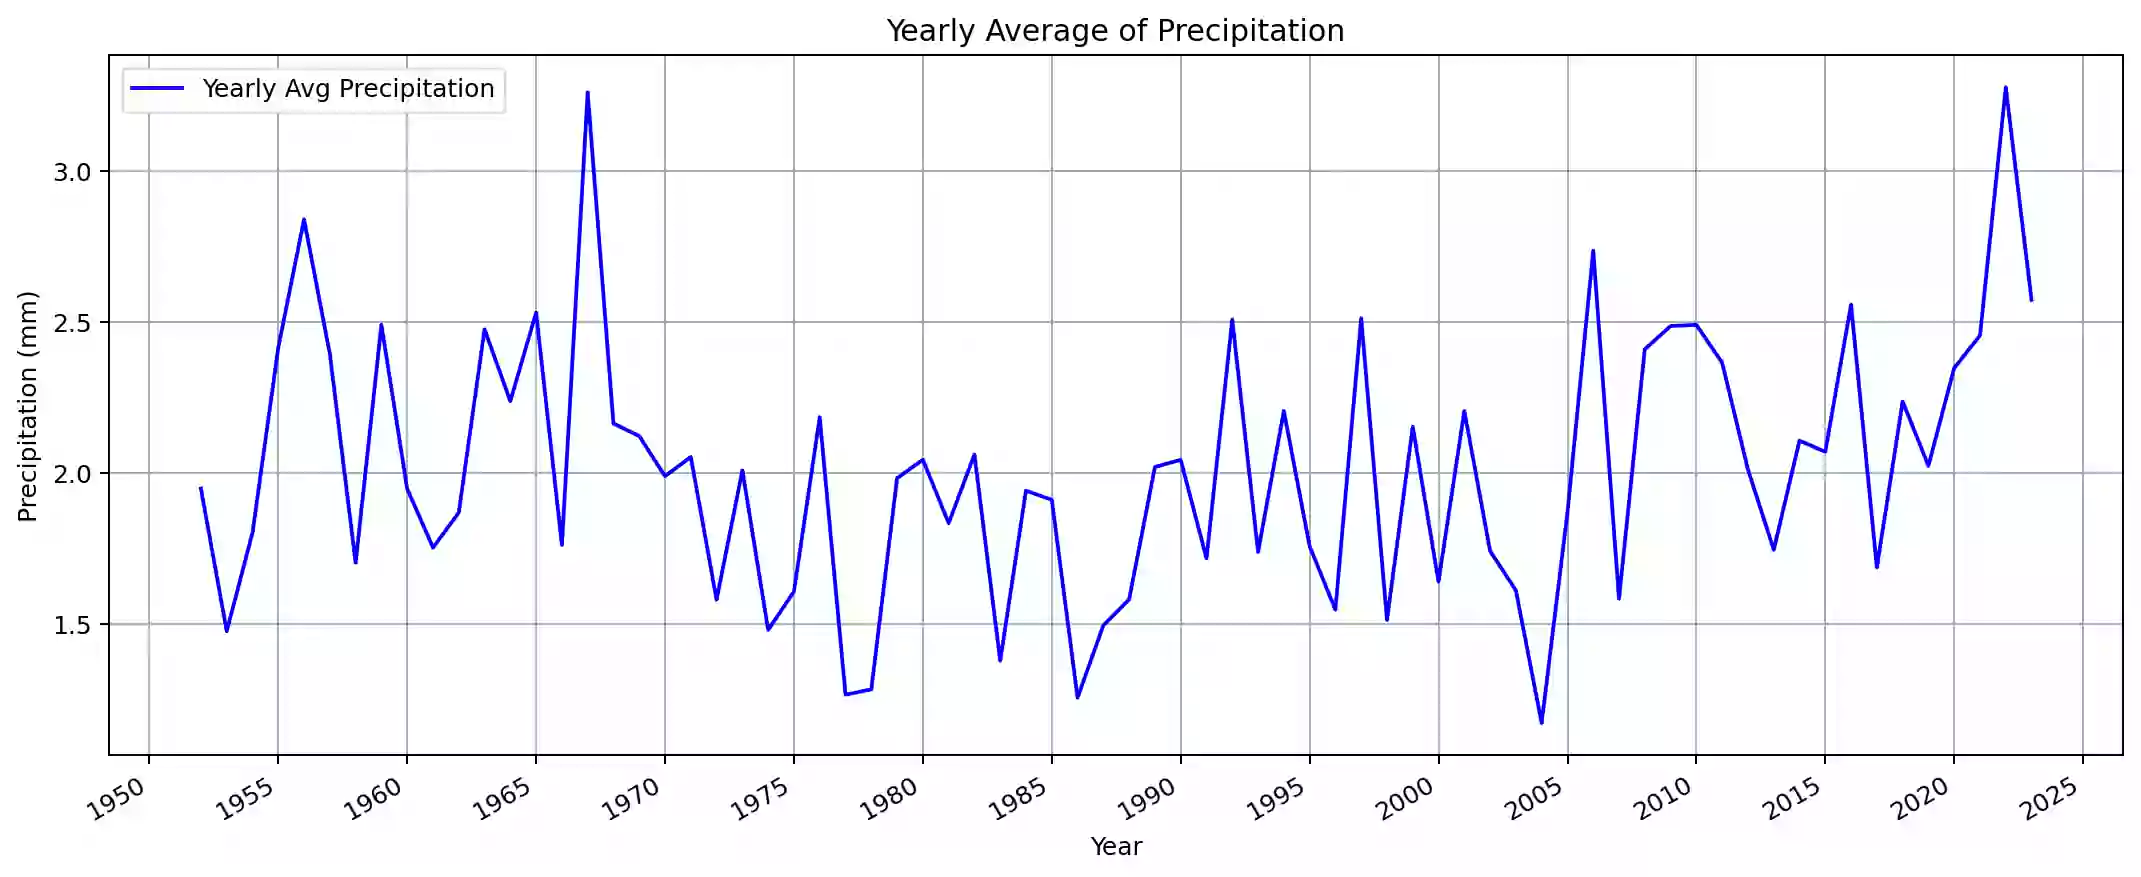 Yearly Average of Precipitation
Yearly Avg Precipitation
Precipitation (mm)
3.0
2.5
2.0
1.5
1950 1955 1960 1965 1970 1975 1980 1985 1990 1995 2000 2005 2010 2015 2020 2025
Year